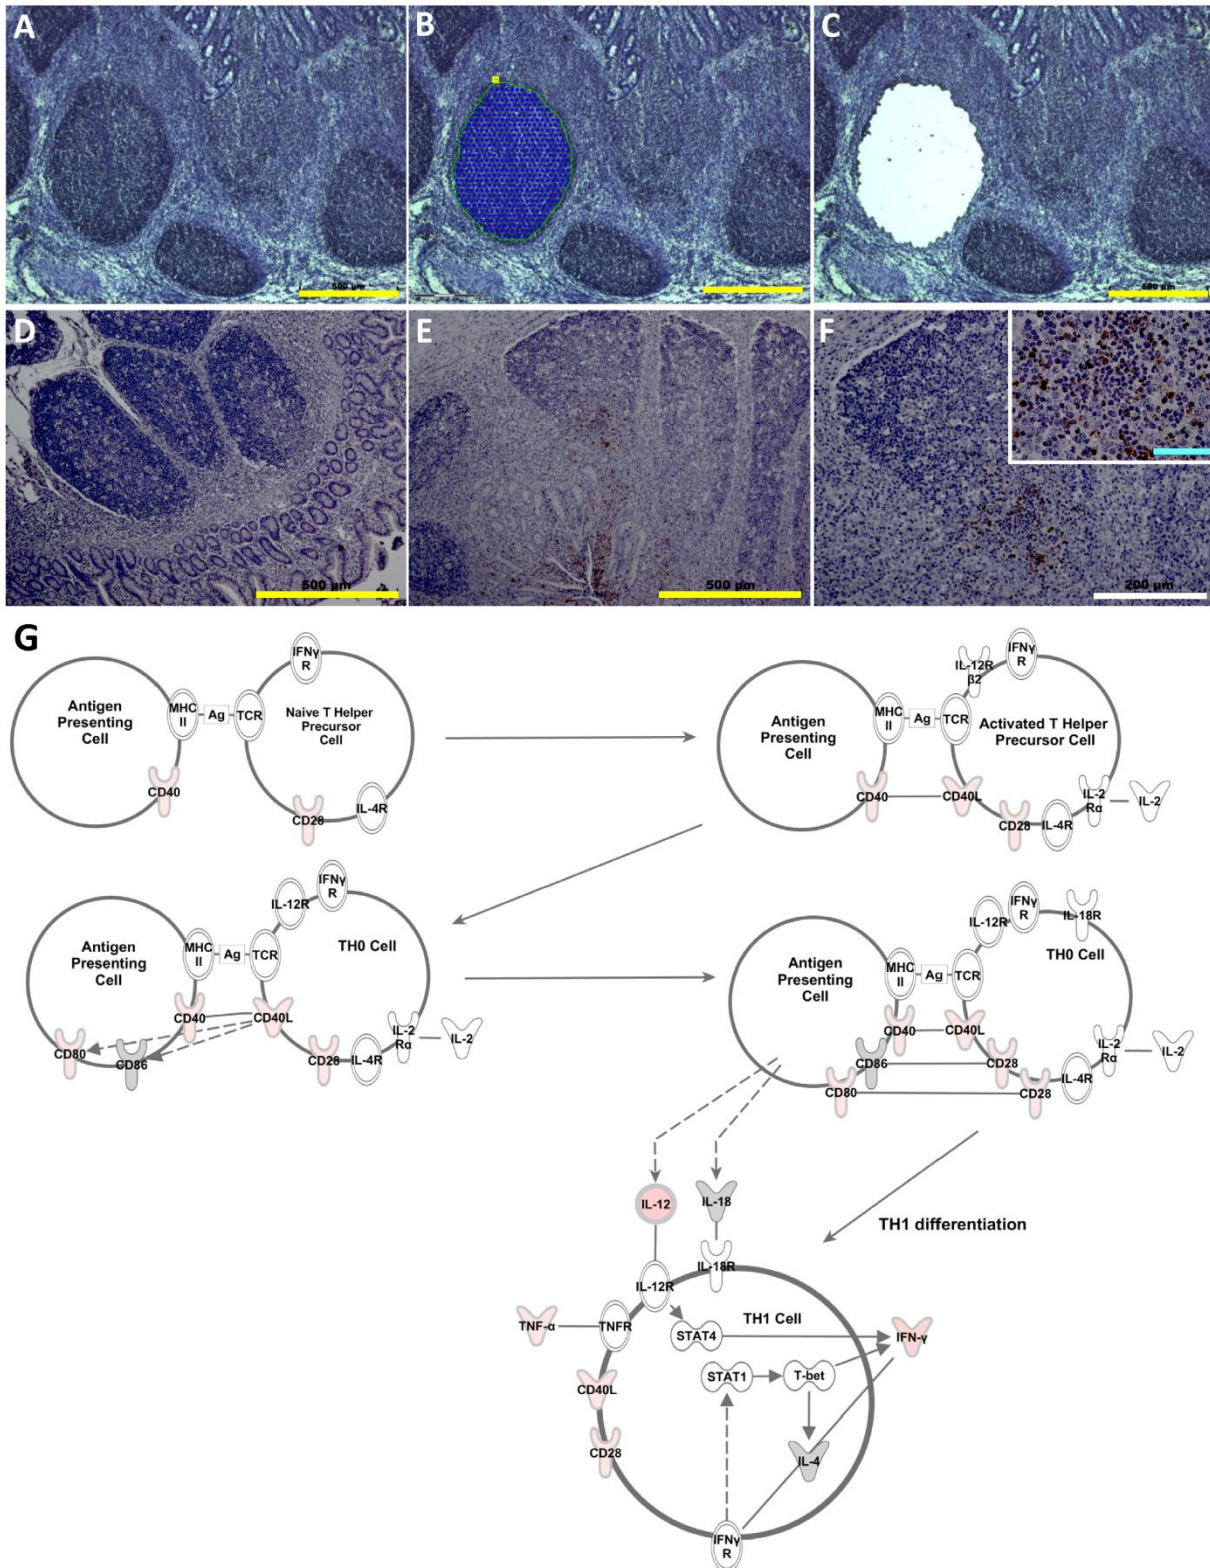 A
B
C
500 µm
500 µm
D
E
F
500 µm
500 µm
200 µm
G
Antigen
Presenting
Cell
MHC
II
Ag
TCR
IFNγ
R
Naive T Helper
Precursor
Cell
CD40
CD28
IL-4R
Antigen
Presenting
Cell
MHC
II
Ag
TCR
IL-12R
β2
IFNγ
R
Activated T Helper
Precursor Cell
CD40
CD40L
CD28
IL-4R
IL-2
Rα
IL-2
Antigen
Presenting
Cell
MHC
II
Ag
TCR
IL-12R
IFNγ
R
TH0 Cell
CD40
CD40L
CD80
CD86
CD28
IL-4R
IL-2
Rα
IL-2
Antigen
Presenting
Cell
MHC
II
Ag
TCR
IL-12R
IFNγ
R
IL-18R
TH0 Cell
CD40
CD40L
CD86
CD28
CD80
CD28
IL-4R
IL-2
Rα
IL-2
IL-12
IL-18
TH1 differentiation
IL-12R
IL-18R
TNF-α
TNFR
TH1 Cell
STAT4
IFN-γ
STAT1
T-bet
CD40L
CD28
IL-4
IFNγ
R